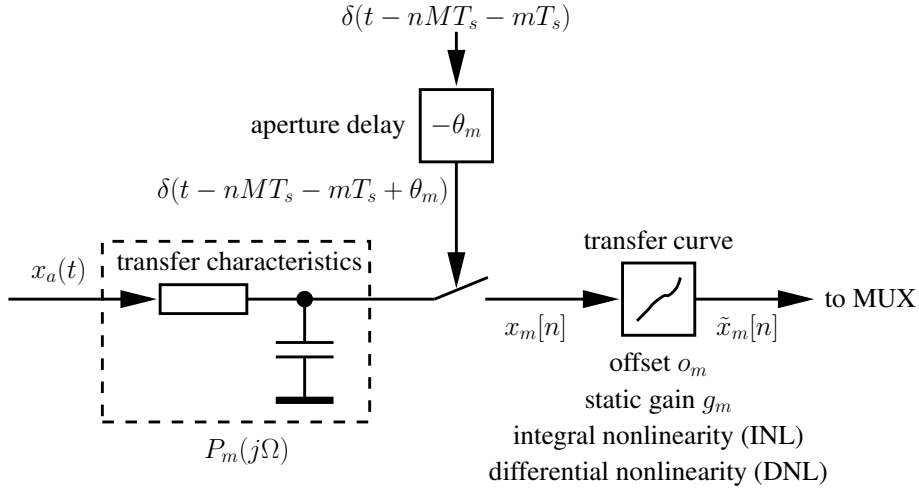 δ(t − nMT_s − mT_s)
aperture delay
−θ_m
δ(t − nMT_s − mT_s + θ_m)
transfer characteristics
transfer curve
x_a(t)
to MUX
x_m[n]
x̃_m[n]
offset o_m
static gain g_m
P_m(jΩ)
integral nonlinearity (INL)
differential nonlinearity (DNL)